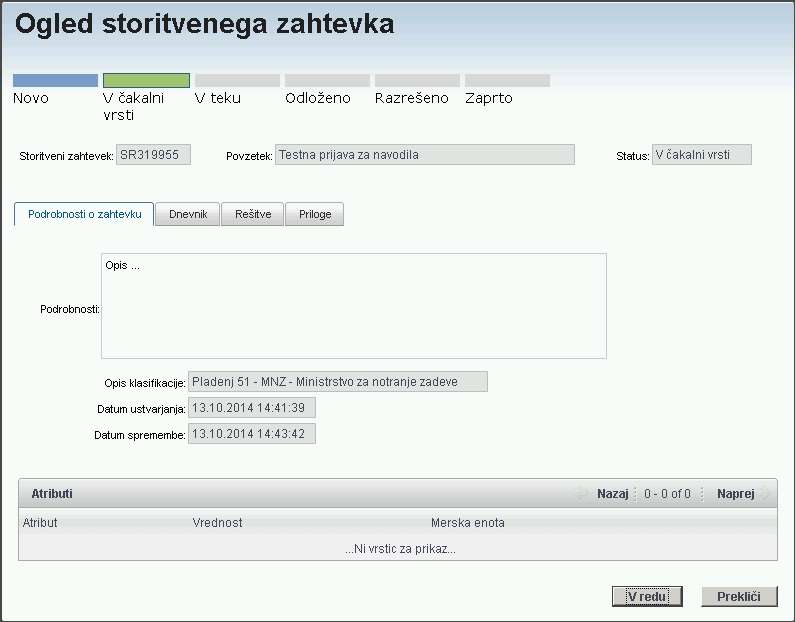 Ogled storitvenega zahtevka
Novo V čakalni vrsti V teku Odloženo Razrešeno Zaprto
Storitveni zahtevek: SR319955 Povzetek: Testna prijava za navodila Status: V čakalni vrsti
Podrobnosti o zahtevku Dnevnik Rešitve Priloge
Opis ...
Podrobnosti:
Opis klasifikacije: Pladenj 51 - MNZ - Ministrstvo za notranje zadeve
Datum ustvarjanja: 13.10.2014 14:41:39
Datum spremembe: 13.10.2014 14:43:42
Atributi Nazaj 0 - 0 of 0 Naprej
Atribut Vrednost Merska enota
...Ni vrstic za prikaz...
V redu Prekliči